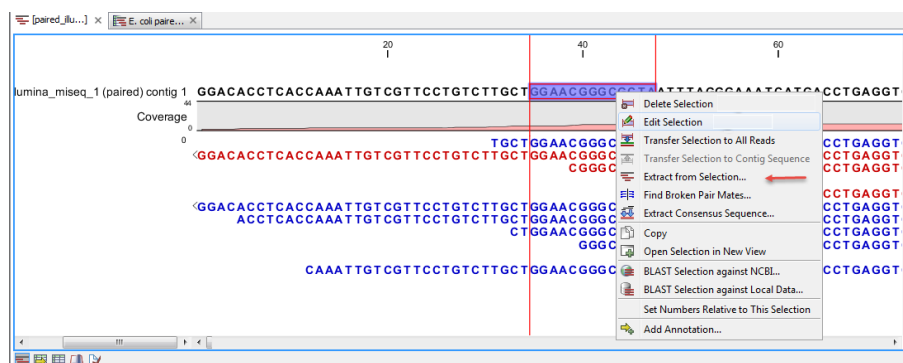 [paired_illu...]
E. coli paire...
20 40 60
lumina_miseq_1 (paired) contig 1 GGACACCTCACCAAATTGTCGTTCCTGTCTTGCTGGAACGGGCCCTAATTTAGGGAAATCATGACCTGAGGT
44
Coverage
0
0
TGCTGGAACGGGC CCTGAGGT
<GGACACCTCACCAAATTGTCGTTCCTGTCTTGCTGGAACGGGC CCTGAGGT
CGGGC CCTGAGGT
CCTGAGGT
<GGACACCTCACCAAATTGTCGTTCCTGTCTTGCTGGAACGGGC CCTGAGGT
ACCTCACCAAATTGTCGTTCCTGTCTTGCTGGAACGGGC CCTGAGGT
CTGGAACGGGC CCTGAGGT
GGGC CCTGAGGT
CAAATTGTCGTTCCTGTCTTGCTGGAACGGGC CCTGAGGT
Delete Selection
Edit Selection
Transfer Selection to All Reads
Transfer Selection to Contig Sequence
Extract from Selection...
Find Broken Pair Mates...
Extract Consensus Sequence...
Copy
Open Selection in New View
BLAST Selection against NCBI...
BLAST Selection against Local Data...
Set Numbers Relative to This Selection
Add Annotation...